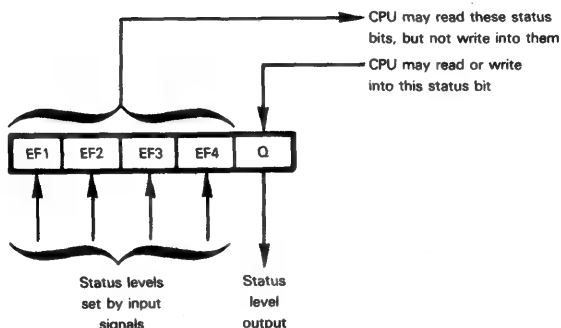 CPU may read these status
bits, but not write into them
CPU may read or write
into this status bit
EF1 EF2 EF3 EF4 Q
Status levels
set by input
signals
Status
level
output